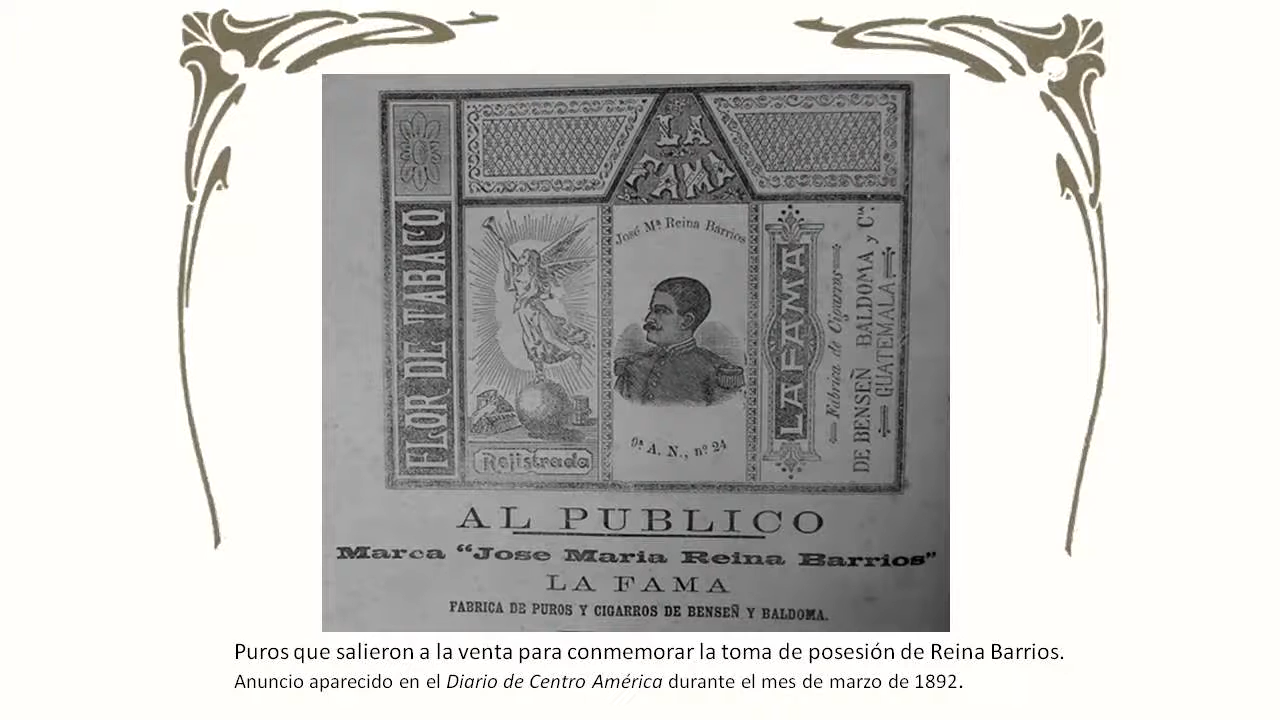 LA
FAMA
FLOR DE TABACO
Rejistrada
José Mª Reina Barrios
9ª A. N., nº 24
LA FAMA
Fabrica de Cigarros
DE BENSEÑ BALDOMA y Cia.
GUATEMALA
AL PUBLICO
Marca “Jose Maria Reina Barrios”
LA FAMA
FABRICA DE PUROS Y CIGARROS DE BENSEÑ Y BALDOMA.
Puros que salieron a la venta para conmemorar la toma de posesión de Reina Barrios.
Anuncio aparecido en el Diario de Centro América durante el mes de marzo de 1892.